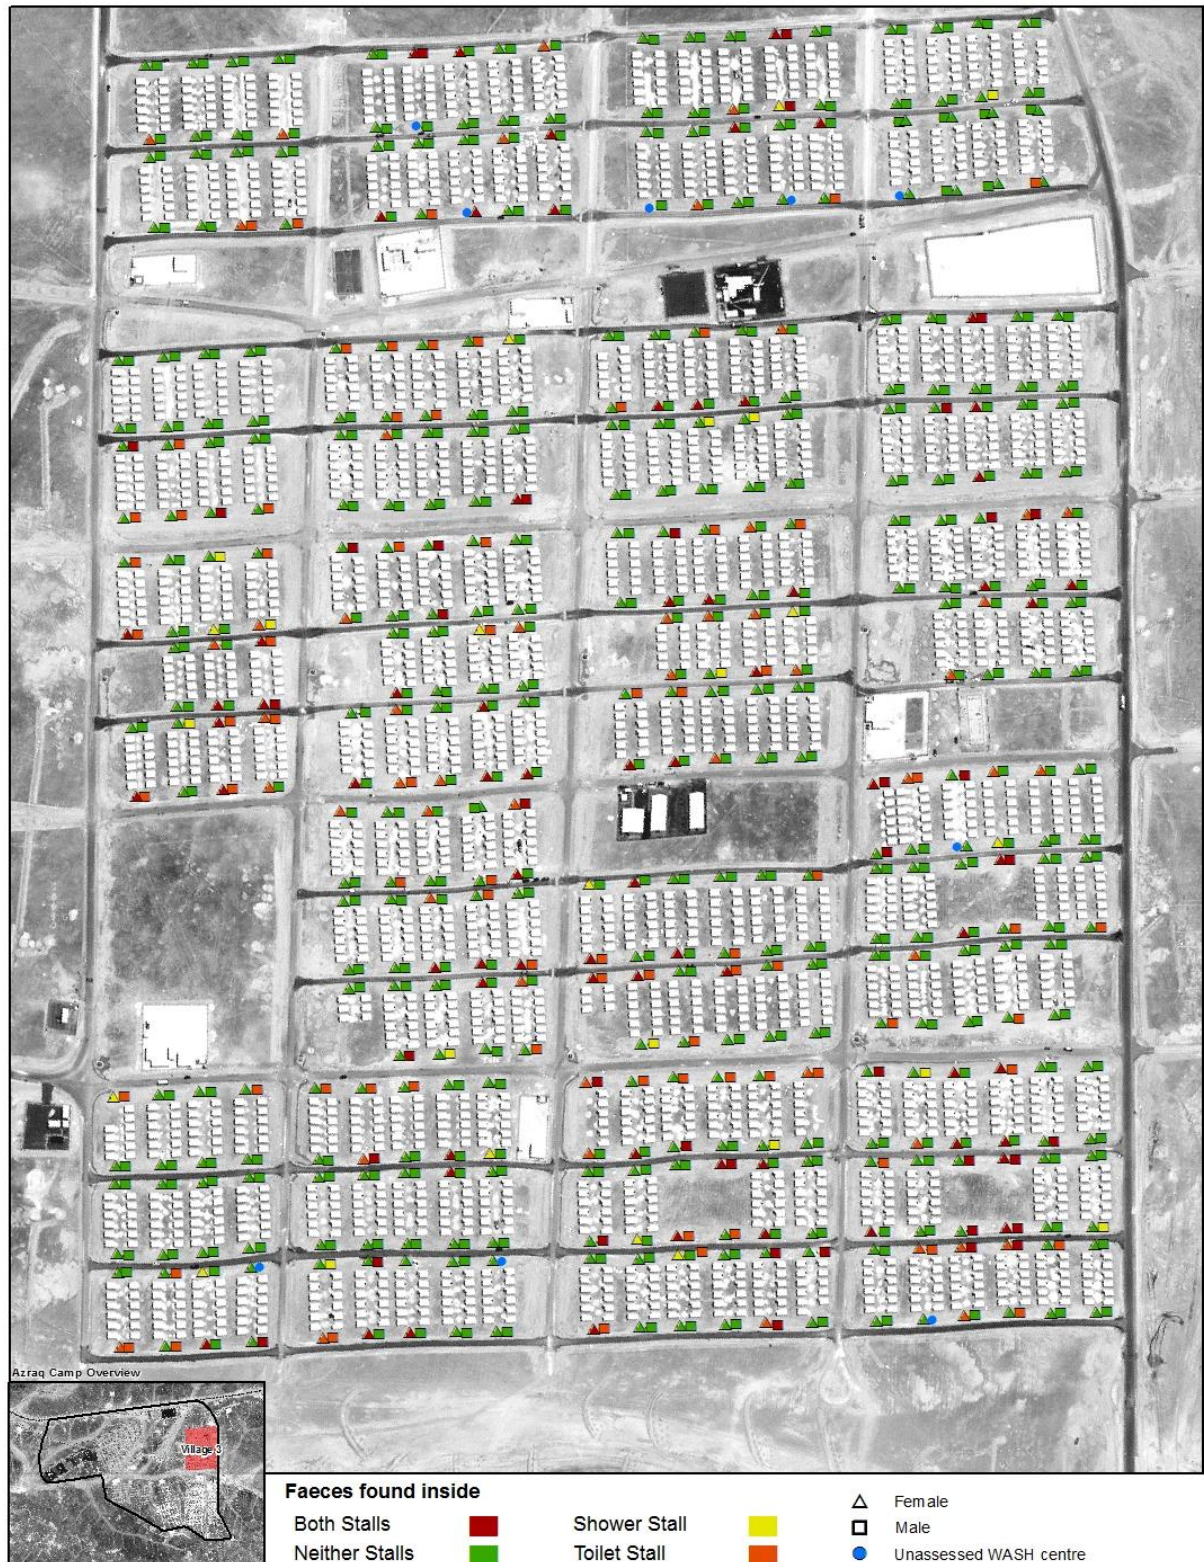 Azraq Camp Overview
Village 3
Faeces found inside
Both Stalls
Shower Stall
Female
Male
Neither Stalls
Toilet Stall
Unassessed WASH centre